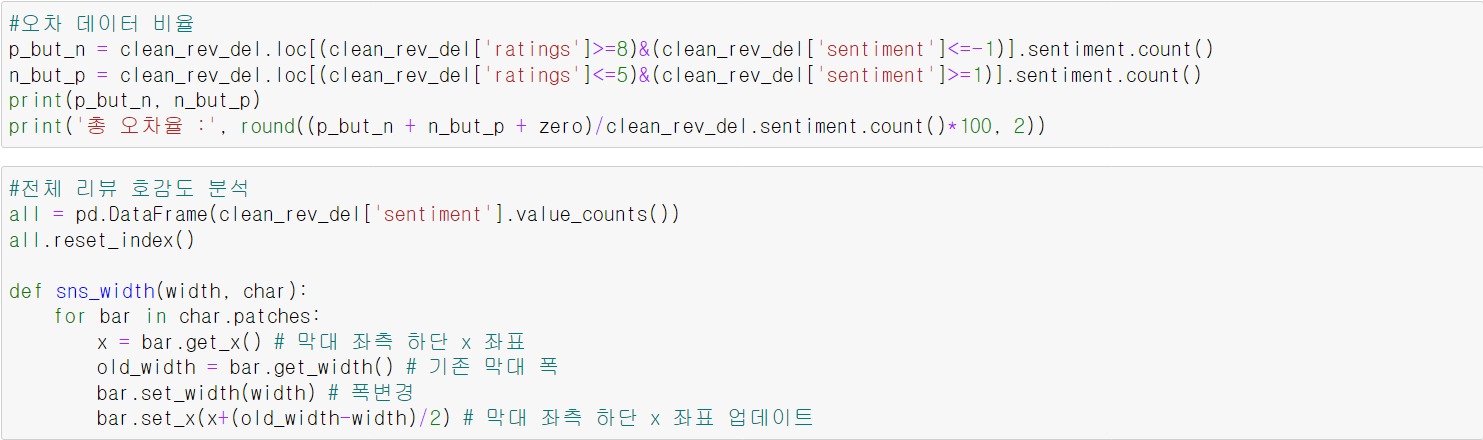 #오차 데이터 비율
p_but_n = clean_rev_del.loc[(clean_rev_del['ratings']>=8)&(clean_rev_del['sentiment']<=-1)].sentiment.count()
n_but_p = clean_rev_del.loc[(clean_rev_del['ratings']<=5)&(clean_rev_del['sentiment']>=1)].sentiment.count()
print(p_but_n, n_but_p)
print('총 오차율 :', round((p_but_n + n_but_p + zero)/clean_rev_del.sentiment.count()*100, 2))
#전체 리뷰 호감도 분석
all = pd.DataFrame(clean_rev_del['sentiment'].value_counts())
all.reset_index()
def sns_width(width, char):
    for bar in char.patches:
        x = bar.get_x() # 막대 좌측 하단 x 좌표
        old_width = bar.get_width() # 기존 막대 폭
        bar.set_width(width) # 폭변경
        bar.set_x(x+(old_width-width)/2) # 막대 좌측 하단 x 좌표 업데이트